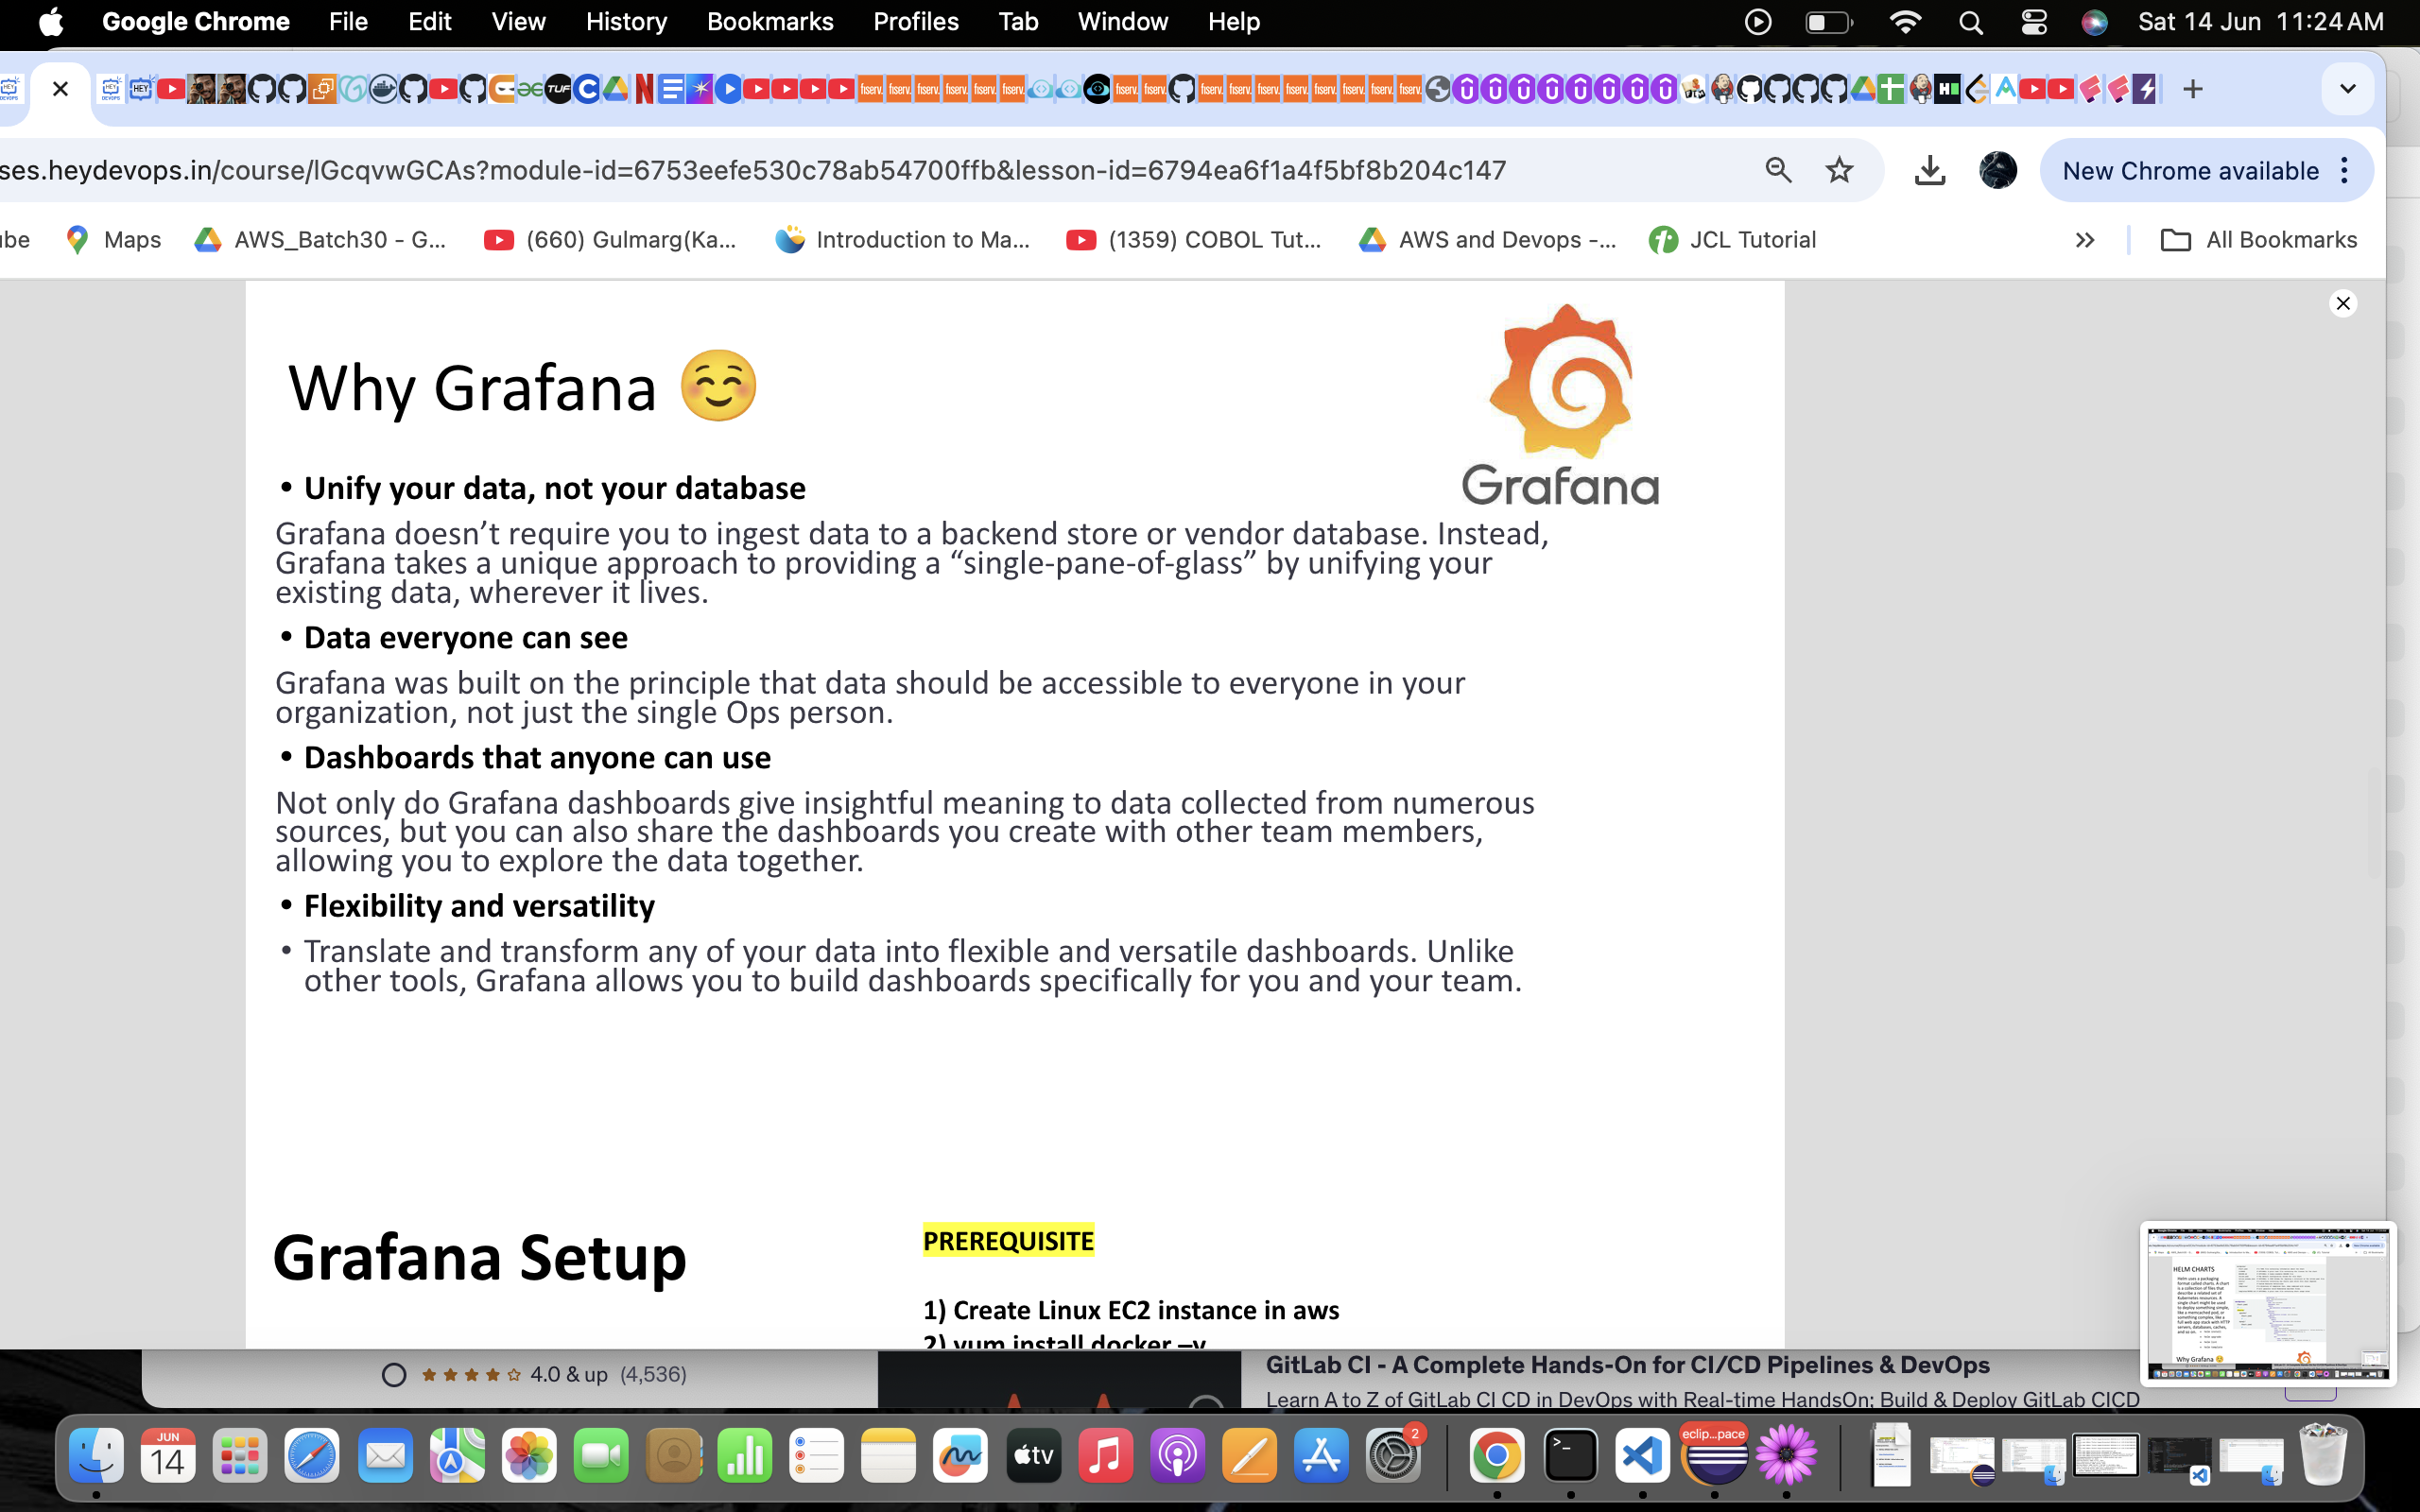 Google Chrome File Edit View History Bookmarks Profiles Tab Window Help Sat 14 Jun 11:24 AM
ses.heydevops.in/course/lGcqvwGCAs?module-id=6753eefe530c78ab54700ffb&lesson-id=6794ea6f1a4f5bf8b204c147 New Chrome available
be Maps AWS_Batch30 - G... (660) Gulmarg(Ka... Introduction to Ma... (1359) COBOL Tut... AWS and Devops -... JCL Tutorial All Bookmarks
Why Grafana
Grafana
• Unify your data, not your database
Grafana doesn’t require you to ingest data to a backend store or vendor database. Instead,
Grafana takes a unique approach to providing a “single-pane-of-glass” by unifying your
existing data, wherever it lives.
• Data everyone can see
Grafana was built on the principle that data should be accessible to everyone in your
organization, not just the single Ops person.
• Dashboards that anyone can use
Not only do Grafana dashboards give insightful meaning to data collected from numerous
sources, but you can also share the dashboards you create with other team members,
allowing you to explore the data together.
• Flexibility and versatility
• Translate and transform any of your data into flexible and versatile dashboards. Unlike
other tools, Grafana allows you to build dashboards specifically for you and your team.
Grafana Setup
PREREQUISITE
1) Create Linux EC2 instance in aws
2) yum install docker –y
HELM CHARTS
Why Grafana
4.0 & up (4,536)
GitLab CI - A Complete Hands-On for CI/CD Pipelines & DevOps
Learn A to Z of GitLab CI CD in DevOps with Real-time HandsOn: Build & Deploy GitLab CICD
JUN
14
tv
2
eclip...pace